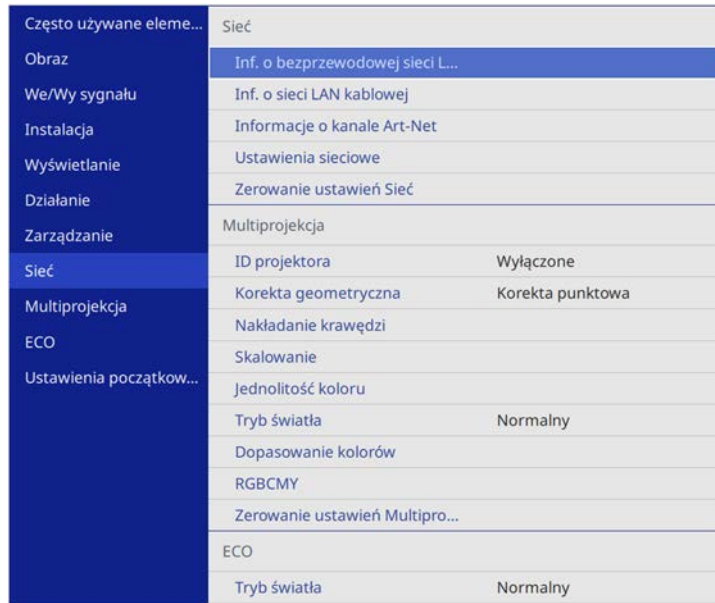 Często używane eleme...
Obraz
We/Wy sygnału
Instalacja
Wyświetlanie
Działanie
Zarządzanie
Sieć
Multiprojekcja
ECO
Ustawienia początkow...
Sieć
Inf. o bezprzewodowej sieci L...
Inf. o sieci LAN kablowej
Informacje o kanale Art-Net
Ustawienia sieciowe
Zerowanie ustawień Sieć
Multiprojekcja
ID projektora Wyłączone
Korekta geometryczna Korekta punktowa
Nakładanie krawędzi
Skalowanie
Jednolitość koloru
Tryb światła Normalny
Dopasowanie kolorów
RGBCMY
Zerowanie ustawień Multipro...
ECO
Tryb światła Normalny